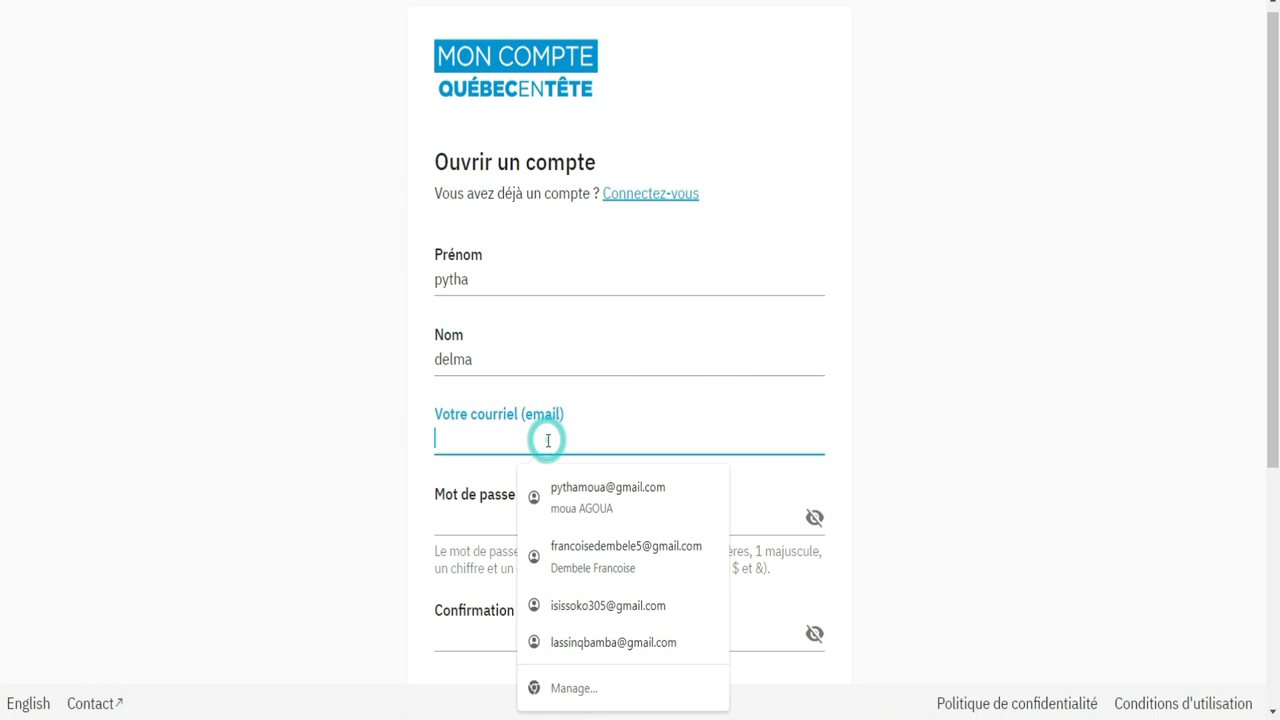 MON COMPTE
QUÉBECENTÊTE
Ouvrir un compte
Vous avez déjà un compte ? Connectez-vous
Prénom
pytha
Nom
delma
Votre courriel (email)
pythamoua@gmail.com
moua AGOUA
francoisedembele5@gmail.com
Dembele Francoise
isissoko305@gmail.com
lassinqbamba@gmail.com
Manage...
Mot de passe
Le mot de passe ères, 1 majuscule,
un chiffre et un $ et &).
Confirmation
English Contact↗ Politique de confidentialité Conditions d'utilisation